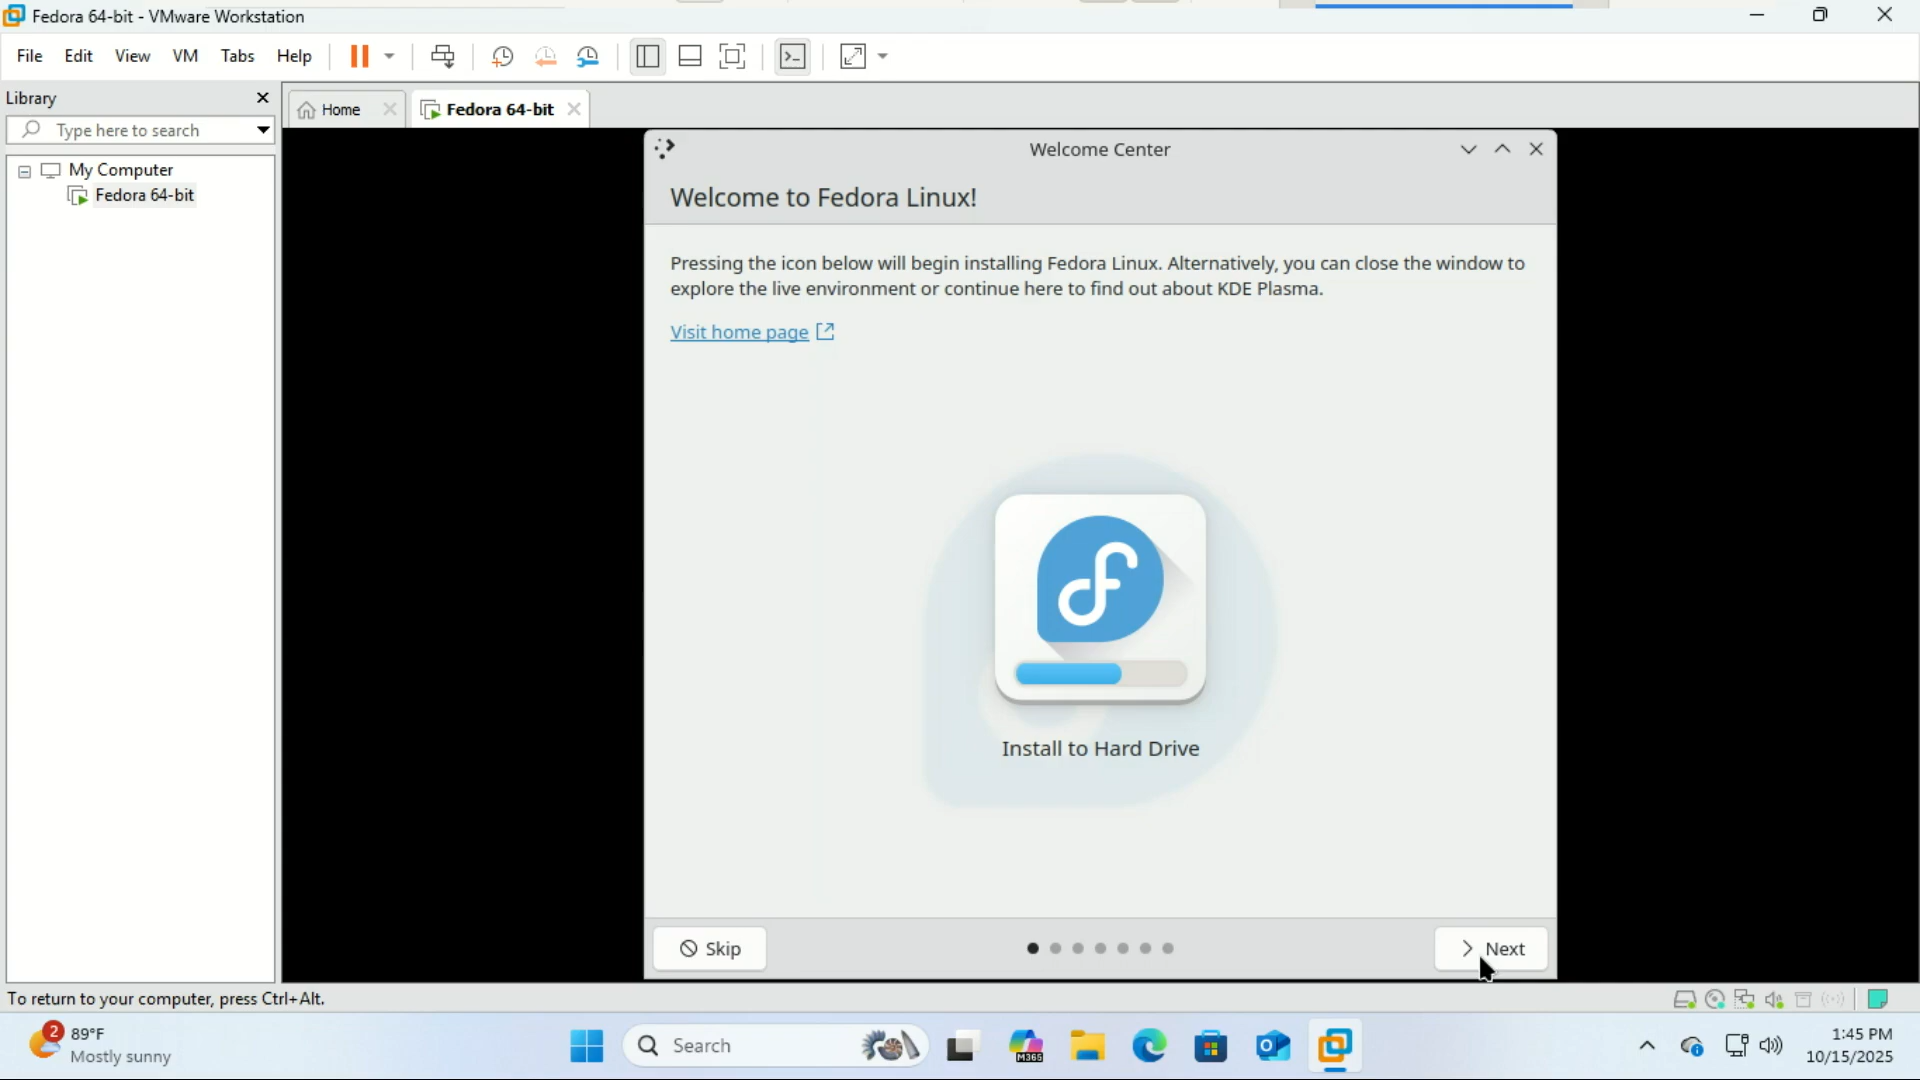 Fedora 64-bit - VMware Workstation
File Edit View VM Tabs Help
Library
Type here to search
My Computer
Fedora 64-bit
Home
Fedora 64-bit
Welcome Center
Welcome to Fedora Linux!
Pressing the icon below will begin installing Fedora Linux. Alternatively, you can close the window to
explore the live environment or continue here to find out about KDE Plasma.
Visit home page
Install to Hard Drive
Skip
Next
To return to your computer, press Ctrl+Alt.
2
89°F
Mostly sunny
Search
M365
1:45 PM
10/15/2025